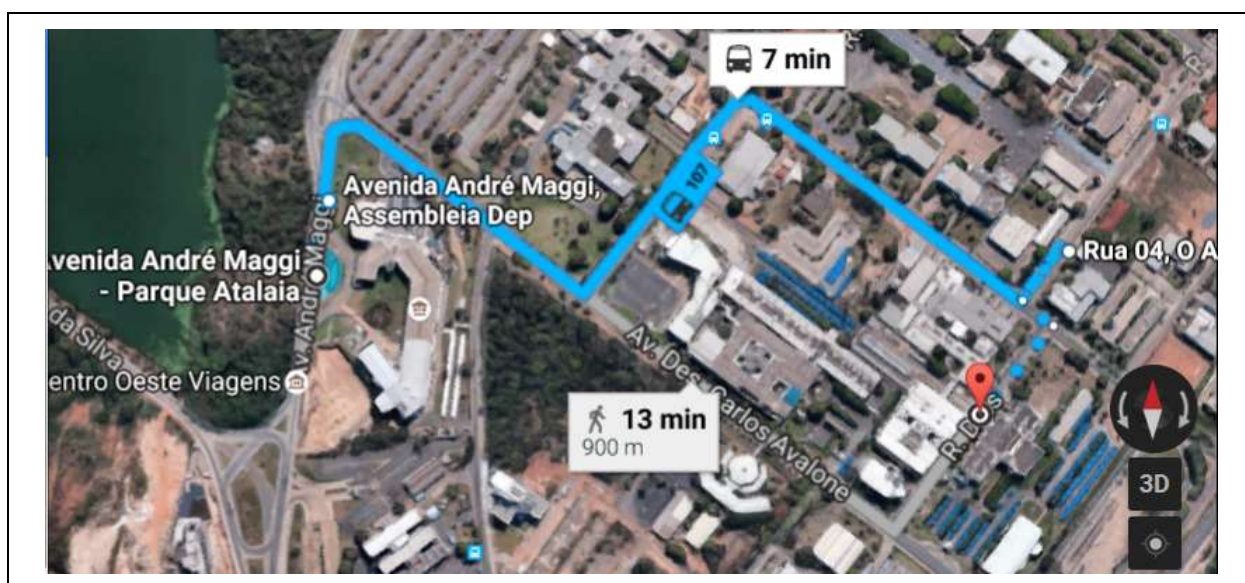 7 min
107
Avenida André Maggi,
Assembleia Dep
venida André Maggi
- Parque Atalaia
v. André Maggi
Rua 04, O A
da Silva
entro Oeste Viagens
Av. Des. Carlos Avalone
13 min
900 m
R. D s
R.
R
3D